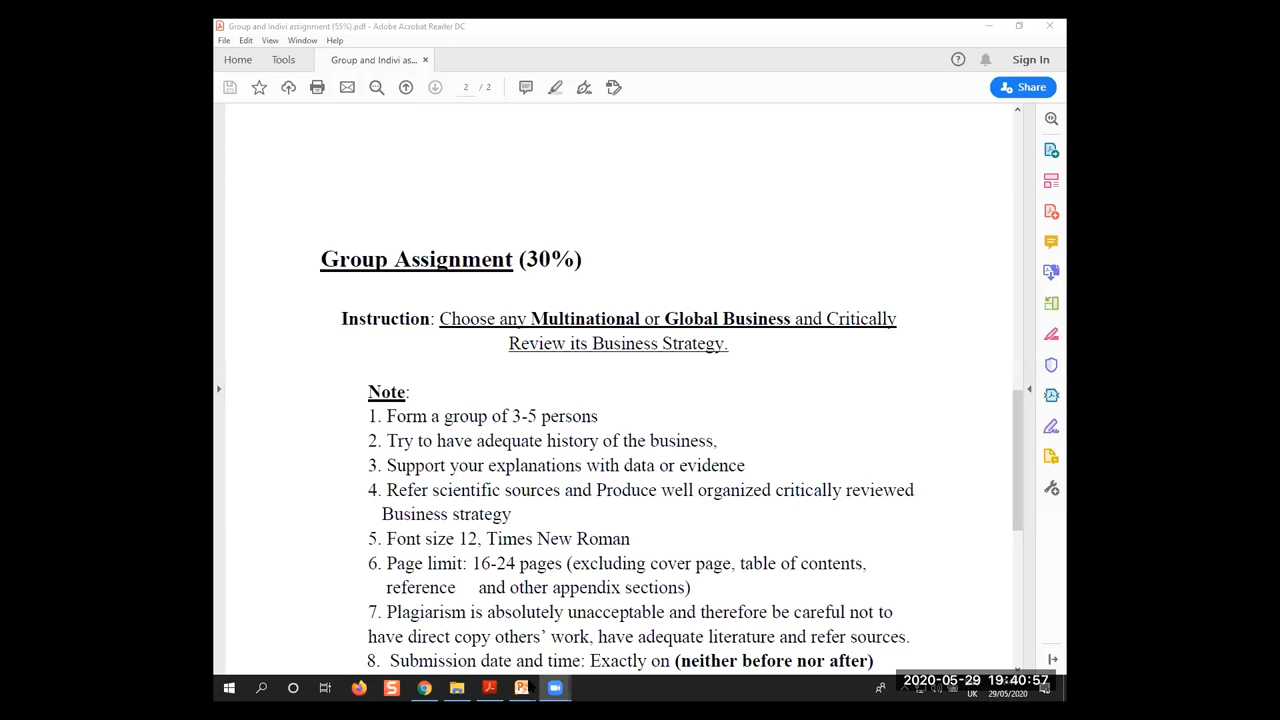 Group and Indivi assignment (55%).pdf - Adobe Acrobat Reader DC
File Edit View Window Help
Home Tools Group and Indivi as... × Sign In
2 / 2 Share
Group Assignment (30%)
Instruction: Choose any Multinational or Global Business and Critically
Review its Business Strategy.
Note:
1. Form a group of 3-5 persons
2. Try to have adequate history of the business,
3. Support your explanations with data or evidence
4. Refer scientific sources and Produce well organized critically reviewed
Business strategy
5. Font size 12, Times New Roman
6. Page limit: 16-24 pages (excluding cover page, table of contents,
reference and other appendix sections)
7. Plagiarism is absolutely unacceptable and therefore be careful not to
have direct copy others’ work, have adequate literature and refer sources.
8. Submission date and time: Exactly on (neither before nor after)
2020-05-29 19:40:57
UK 29/05/2020